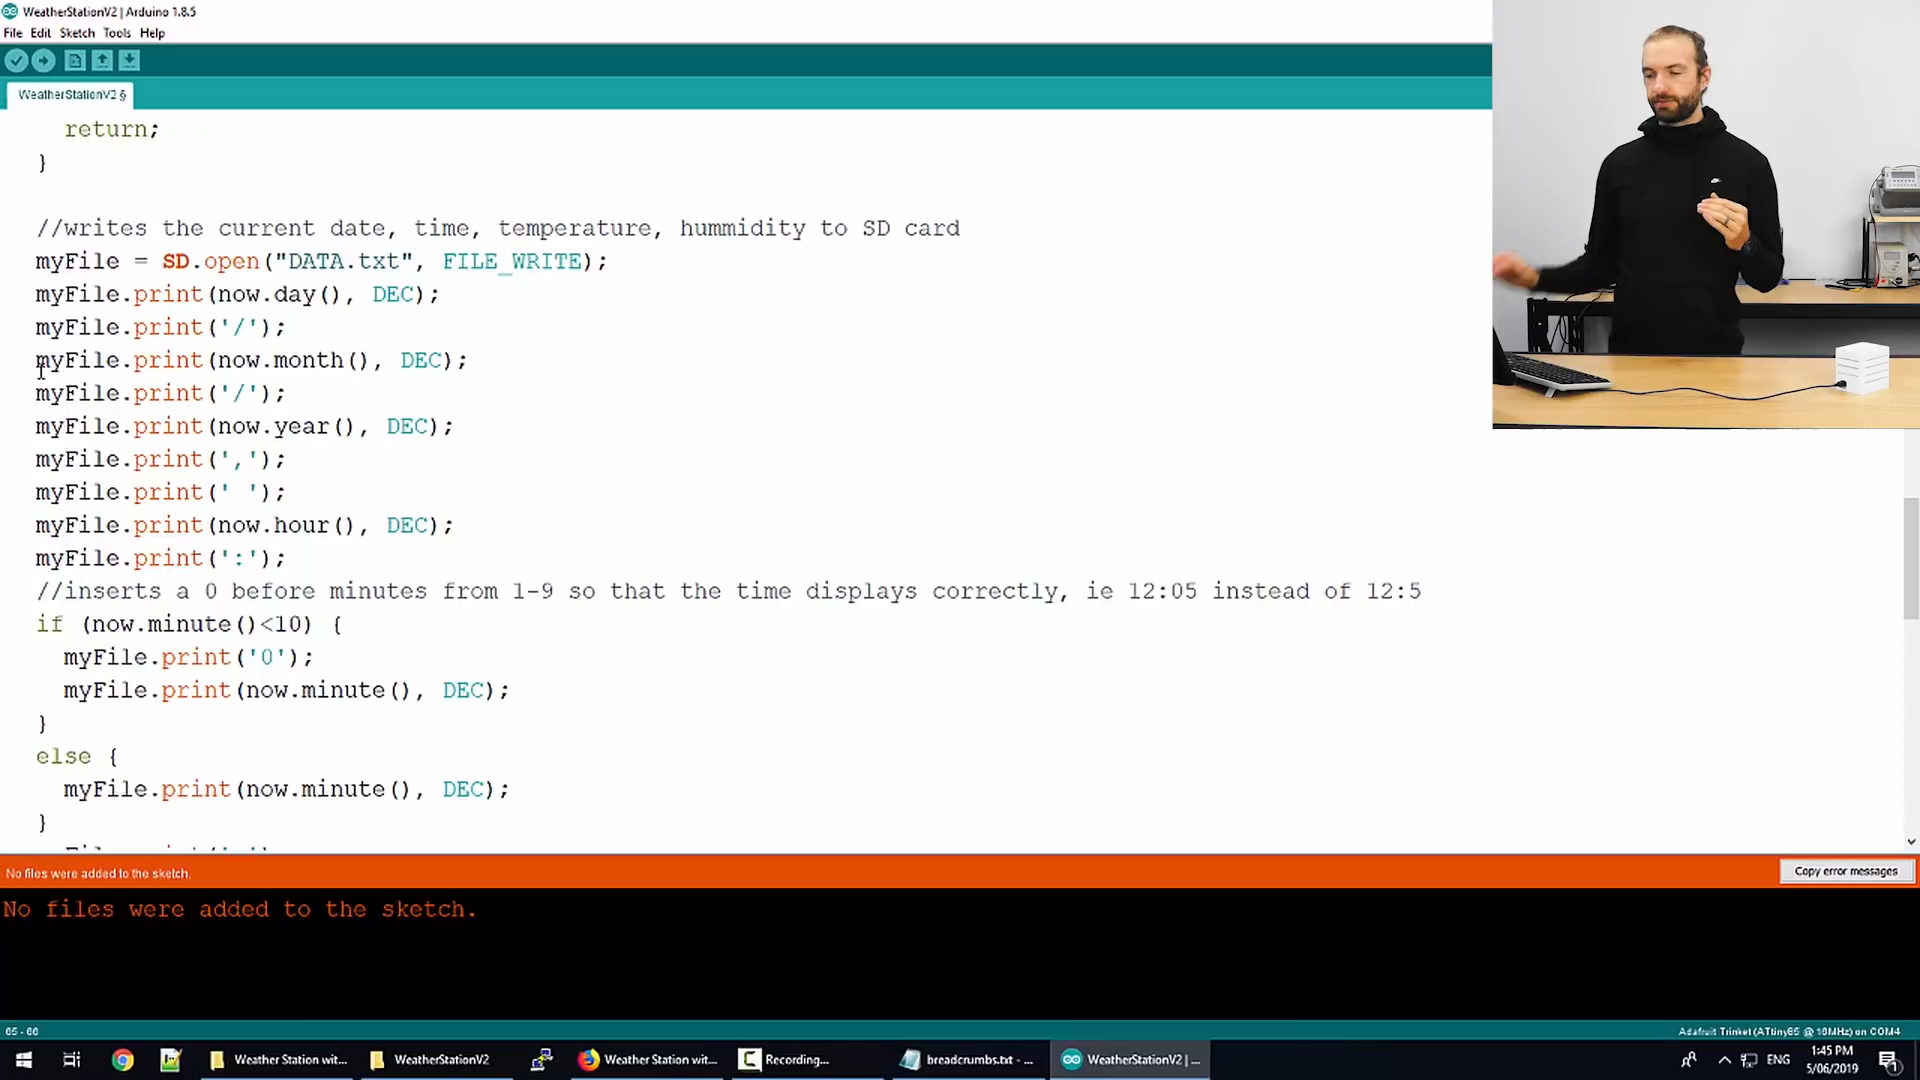 WeatherStationV2 | Arduino 1.8.5
File Edit Sketch Tools Help
WeatherStationV2 §
return;
}
//writes the current date, time, temperature, hummidity to SD card
myFile = SD.open("DATA.txt", FILE_WRITE);
myFile.print(now.day(), DEC);
myFile.print('/');
myFile.print(now.month(), DEC);
myFile.print('/');
myFile.print(now.year(), DEC);
myFile.print(',');
myFile.print(' ');
myFile.print(now.hour(), DEC);
myFile.print(':');
//inserts a 0 before minutes from 1-9 so that the time displays correctly, ie 12:05 instead of 12:5
if (now.minute()<10) {
myFile.print('0');
myFile.print(now.minute(), DEC);
}
else {
myFile.print(now.minute(), DEC);
}
No files were added to the sketch.
Copy error messages
No files were added to the sketch.
Adafruit Trinket (ATtiny85 @ 16MHz) on COM4
Weather Station wit... WeatherStationV2 Weather Station wit... Recording... breadcrumbs.txt - ... WeatherStationV2 | ... ENG 1:45 PM
5/06/2019